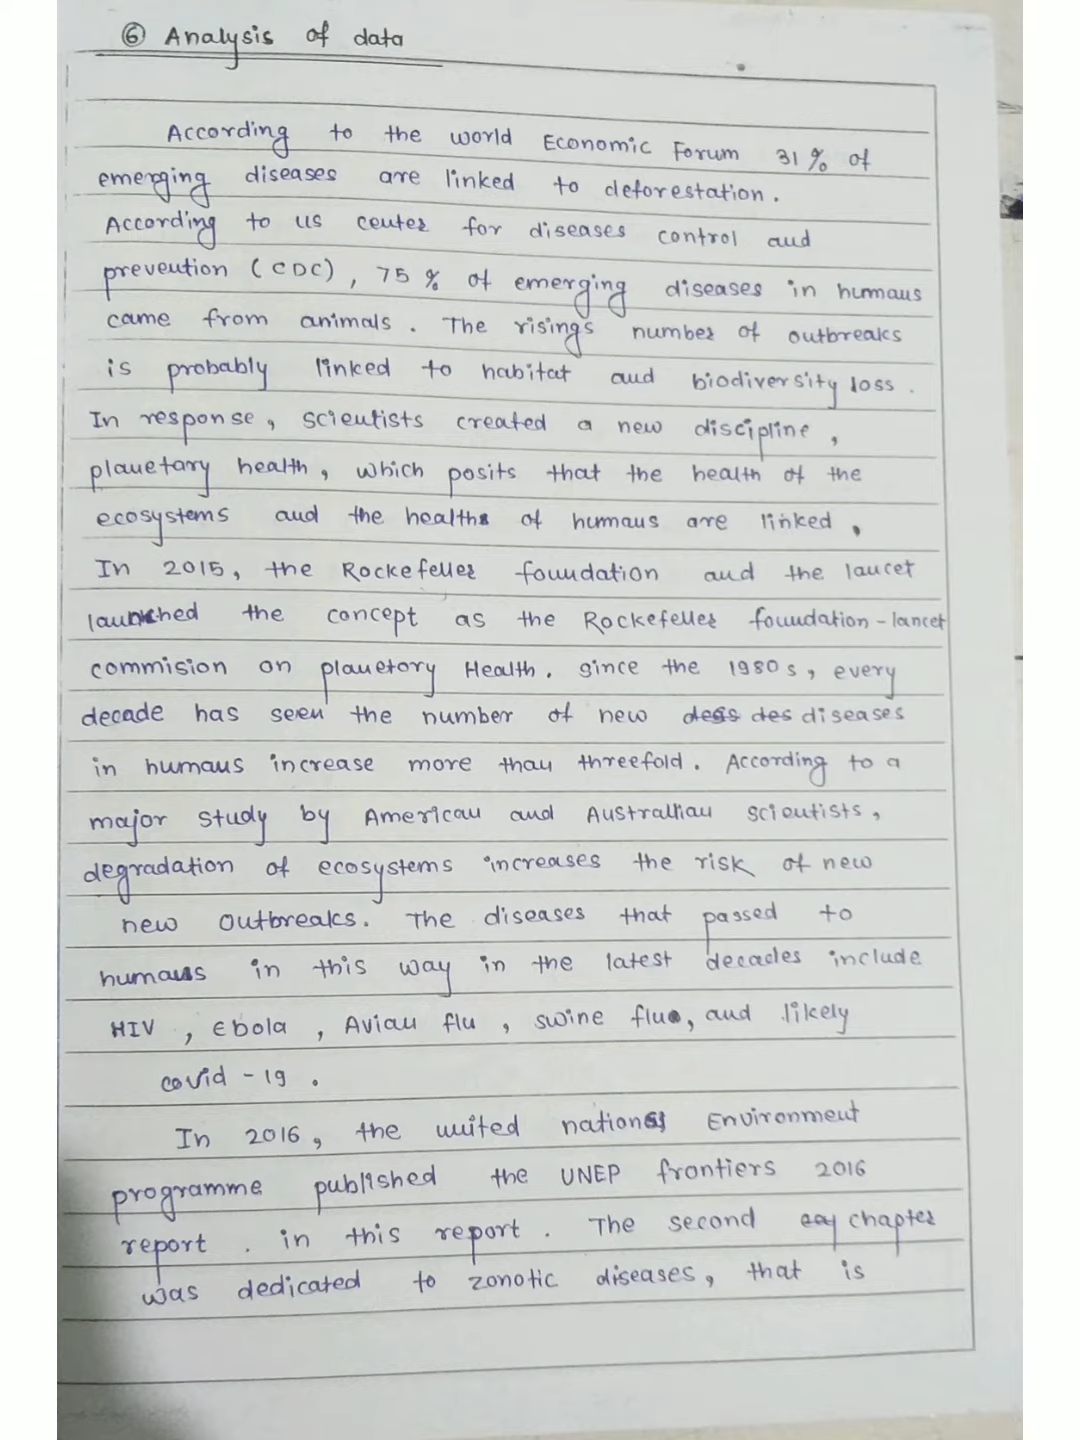 ⑥ Analysis of data
According to the world Economic Forum 31% of
emerging diseases are linked to deforestation.
According to us center for diseases control and
prevention (CDC), 75% of emerging diseases in humans
came from animals. The risings number of outbreaks
is probably linked to habitat and biodiversity loss.
In response, scientists created a new discipline,
planetary health, which posits that the health of the
ecosystems and the health of humans are linked,
In 2015, the Rockefeller foundation and the lancet
launched the concept as the Rockefeller foundation-lancet
commision on planetory Health. since the 1980s, every
decade has seen the number of new diseases
in humans increase more than threefold. According to a
major study by American and Australlian scientists,
degradation of ecosystems increases the risk of new
new outbreaks. The diseases that passed to
humans in this way in the latest decacles include
HIV, Ebola, Avian flu, swine flu, and likely
covid-19.
In 2016, the united nations Environment
programme published the UNEP frontiers 2016
report. in this report. The second chapter
was dedicated to zonotic diseases, that is